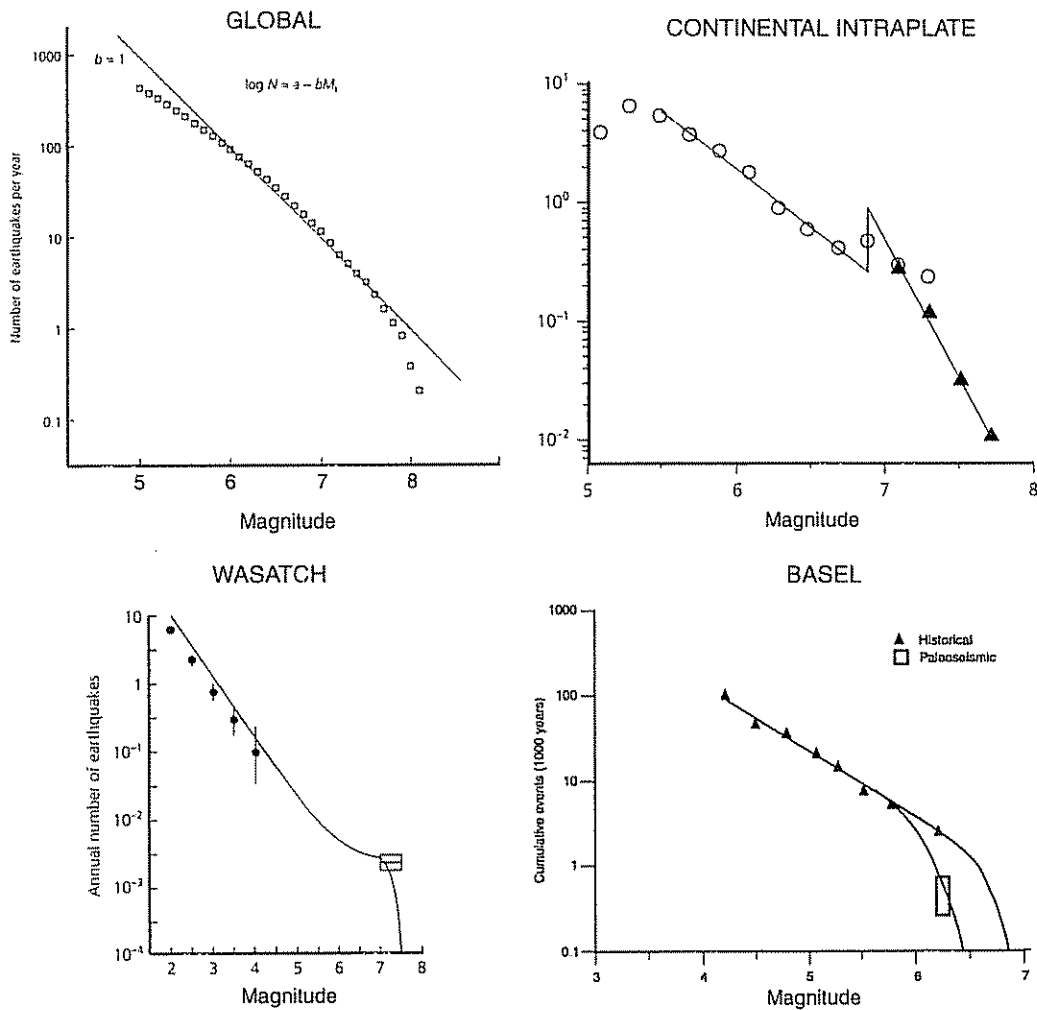 GLOBAL
1000
100
10
1
0.1
Number of earthquakes per year
b = 1
log N = a – bMₛ
5
6
7
8
Magnitude
CONTINENTAL INTRAPLATE
10¹
10⁰
10⁻¹
10⁻²
5
6
7
8
Magnitude
WASATCH
10
1
10⁻¹
10⁻²
10⁻³
10⁻⁴
Annual number of earthquakes
2
3
4
5
6
7
8
Magnitude
BASEL
1000
100
10
1
0.1
Cumulative events (1000 years)
Historical
Paleoseismic
3
4
5
6
7
Magnitude